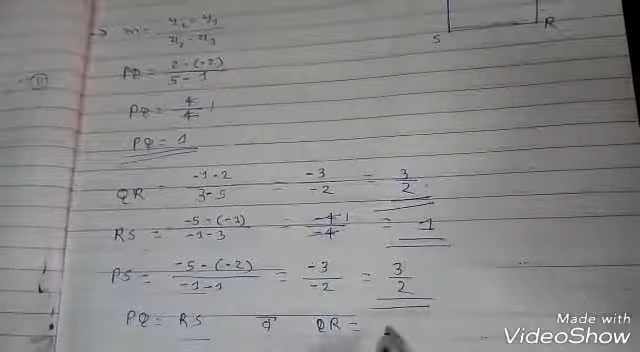 S R
→ m = y₂ - y₁ / x₂ - x₁
PQ = 2 - (-2) / 5 - 1
PQ = 4 / 4 1
PQ = 1
QR = -1 - 2 / 3 - 5 = -3 / -2 = 3 / 2
RS = -5 - (-1) / -1 - 3 = -4 1 / -4 = 1
PS = -5 - (-2) / -1 - 1 = -3 / -2 = 3 / 2
PQ = RS व QR =
Made with
VideoShow